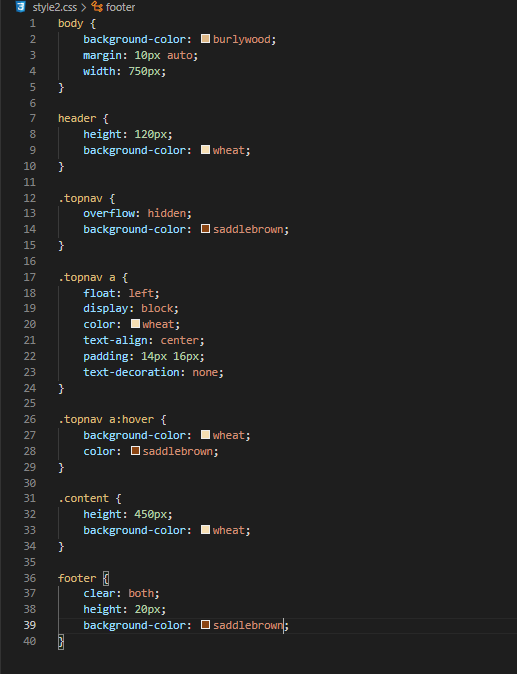 style2.css > footer
1 body {
2 background-color: burlywood;
3 margin: 10px auto;
4 width: 750px;
5 }
6
7 header {
8 height: 120px;
9 background-color: wheat;
10 }
11
12 .topnav {
13 overflow: hidden;
14 background-color: saddlebrown;
15 }
16
17 .topnav a {
18 float: left;
19 display: block;
20 color: wheat;
21 text-align: center;
22 padding: 14px 16px;
23 text-decoration: none;
24 }
25
26 .topnav a:hover {
27 background-color: wheat;
28 color: saddlebrown;
29 }
30
31 .content {
32 height: 450px;
33 background-color: wheat;
34 }
35
36 footer {
37 clear: both;
38 height: 20px;
39 background-color: saddlebrown;
40 }